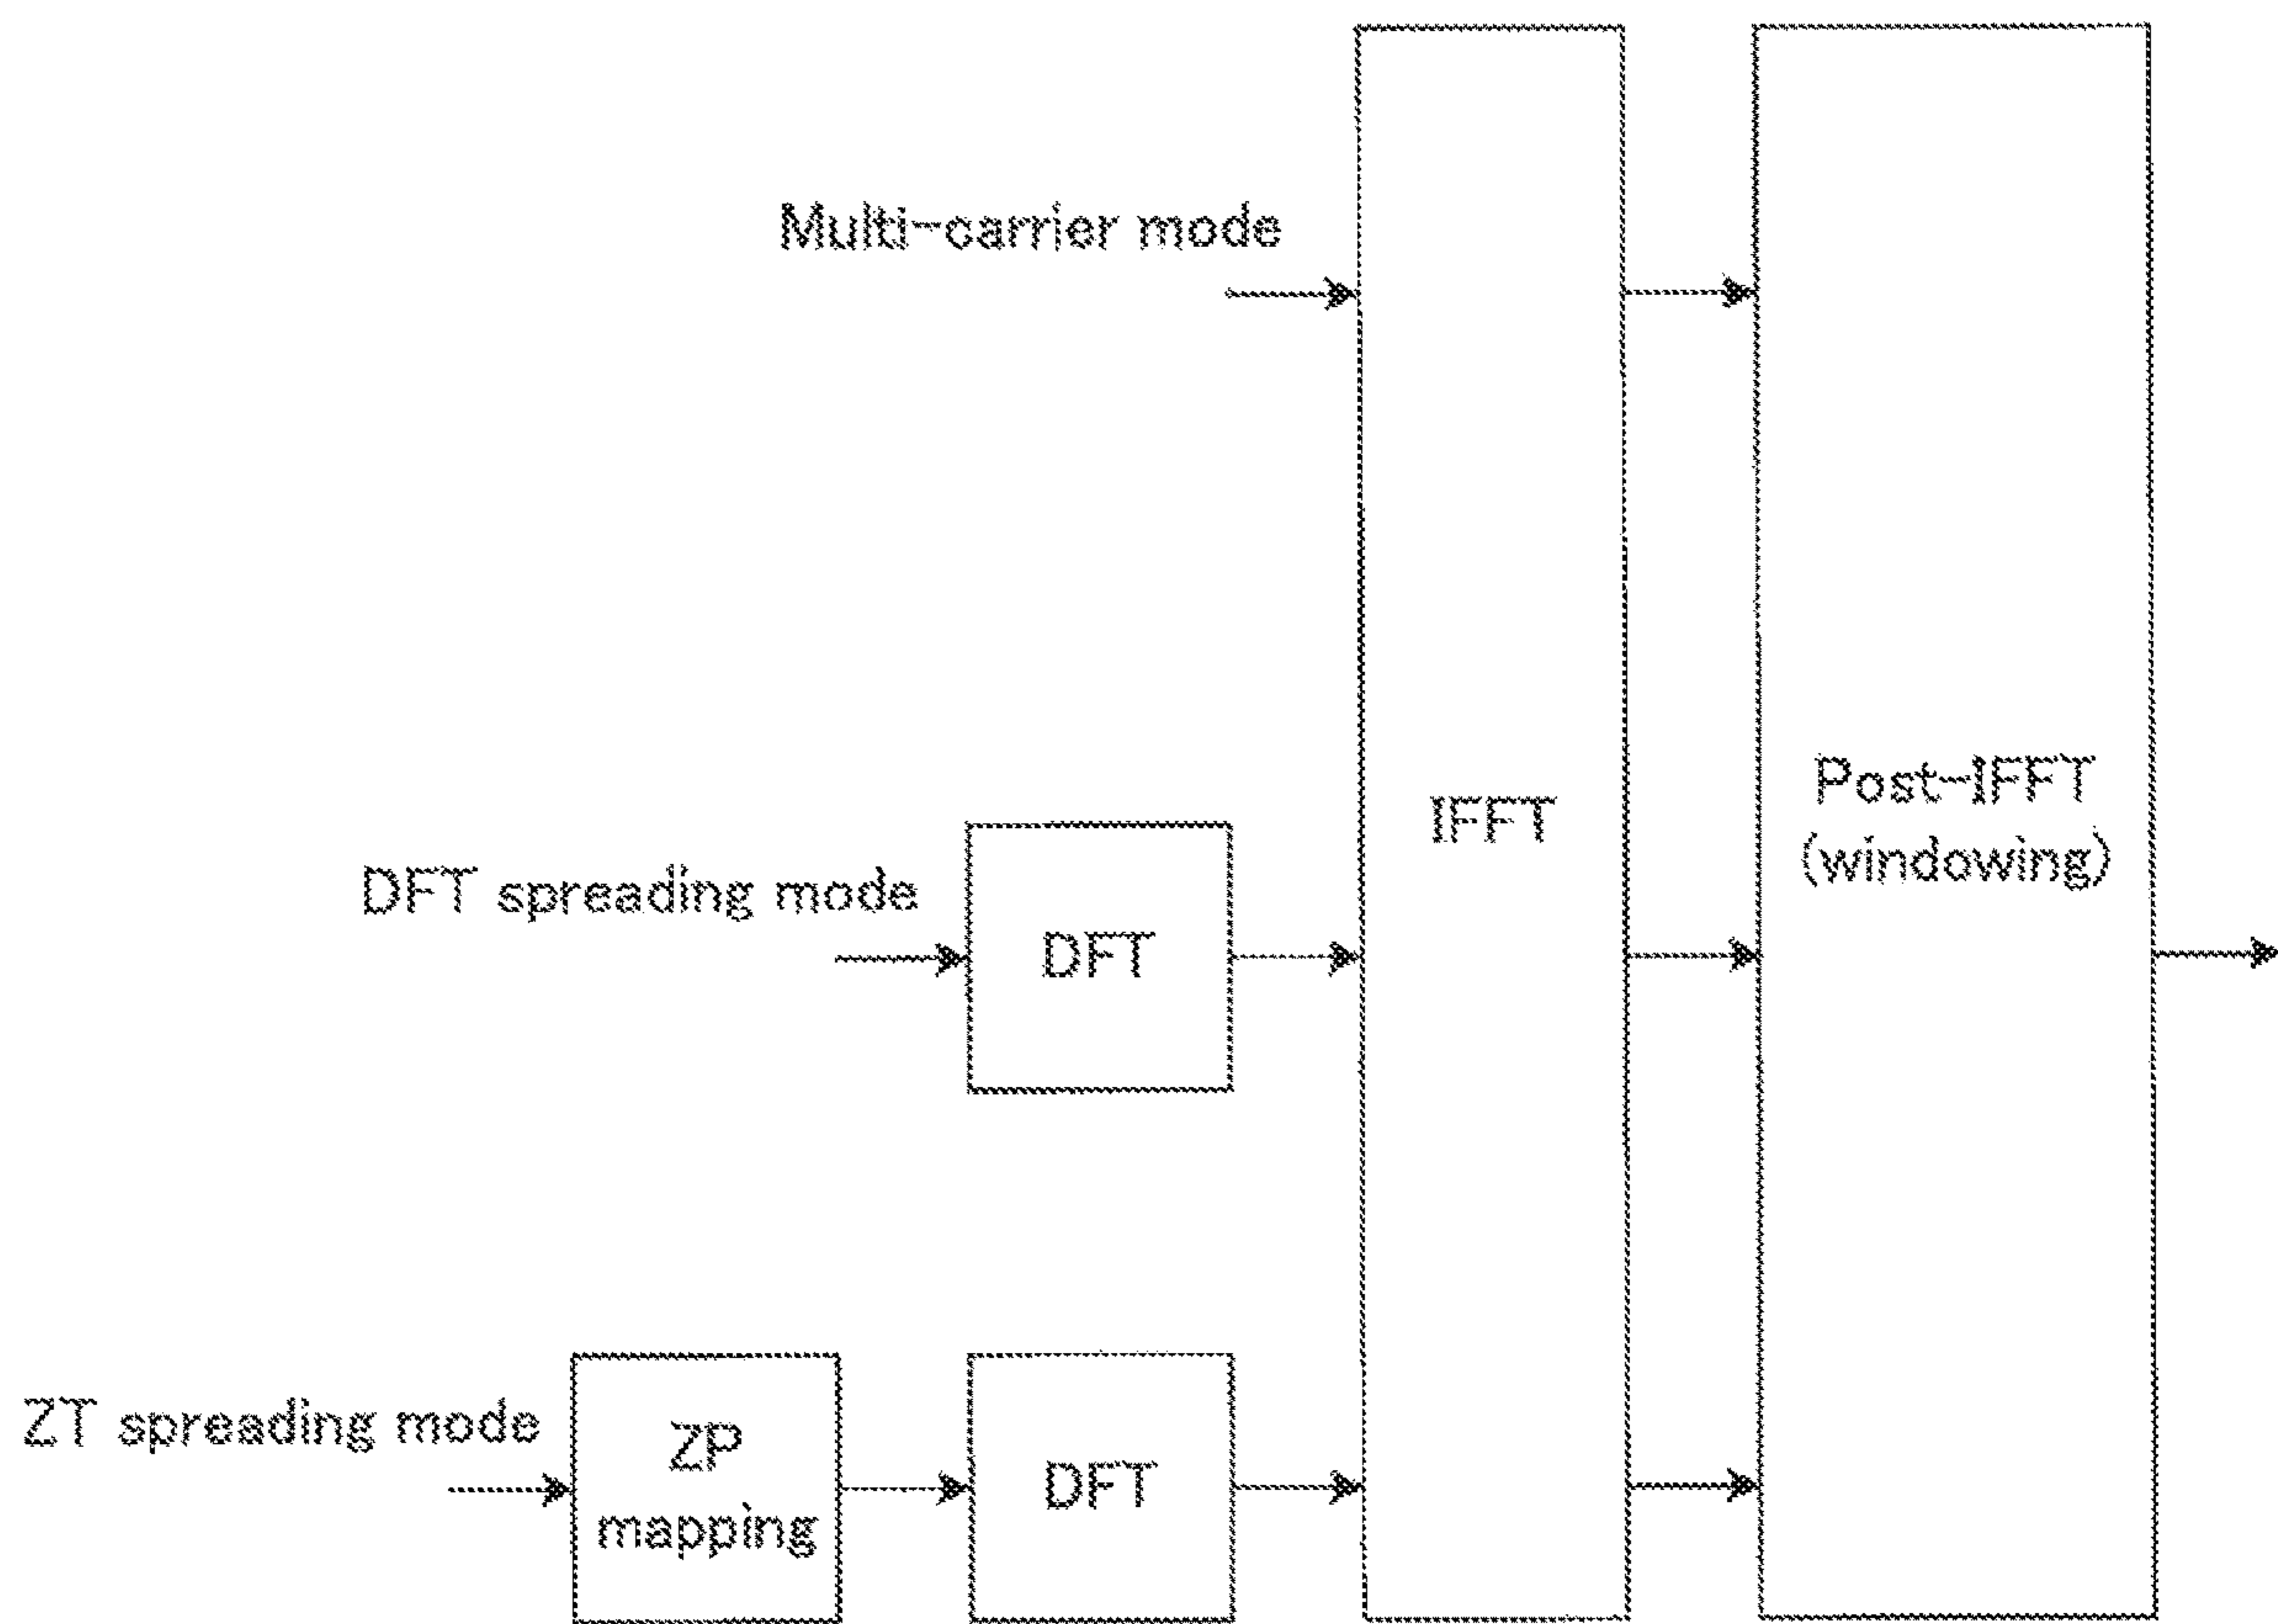 Multi-carrier mode
IFFT
Post-IFFT
(windowing)
DFT spreading mode
DFT
ZT spreading mode
ZP
mapping
DFT